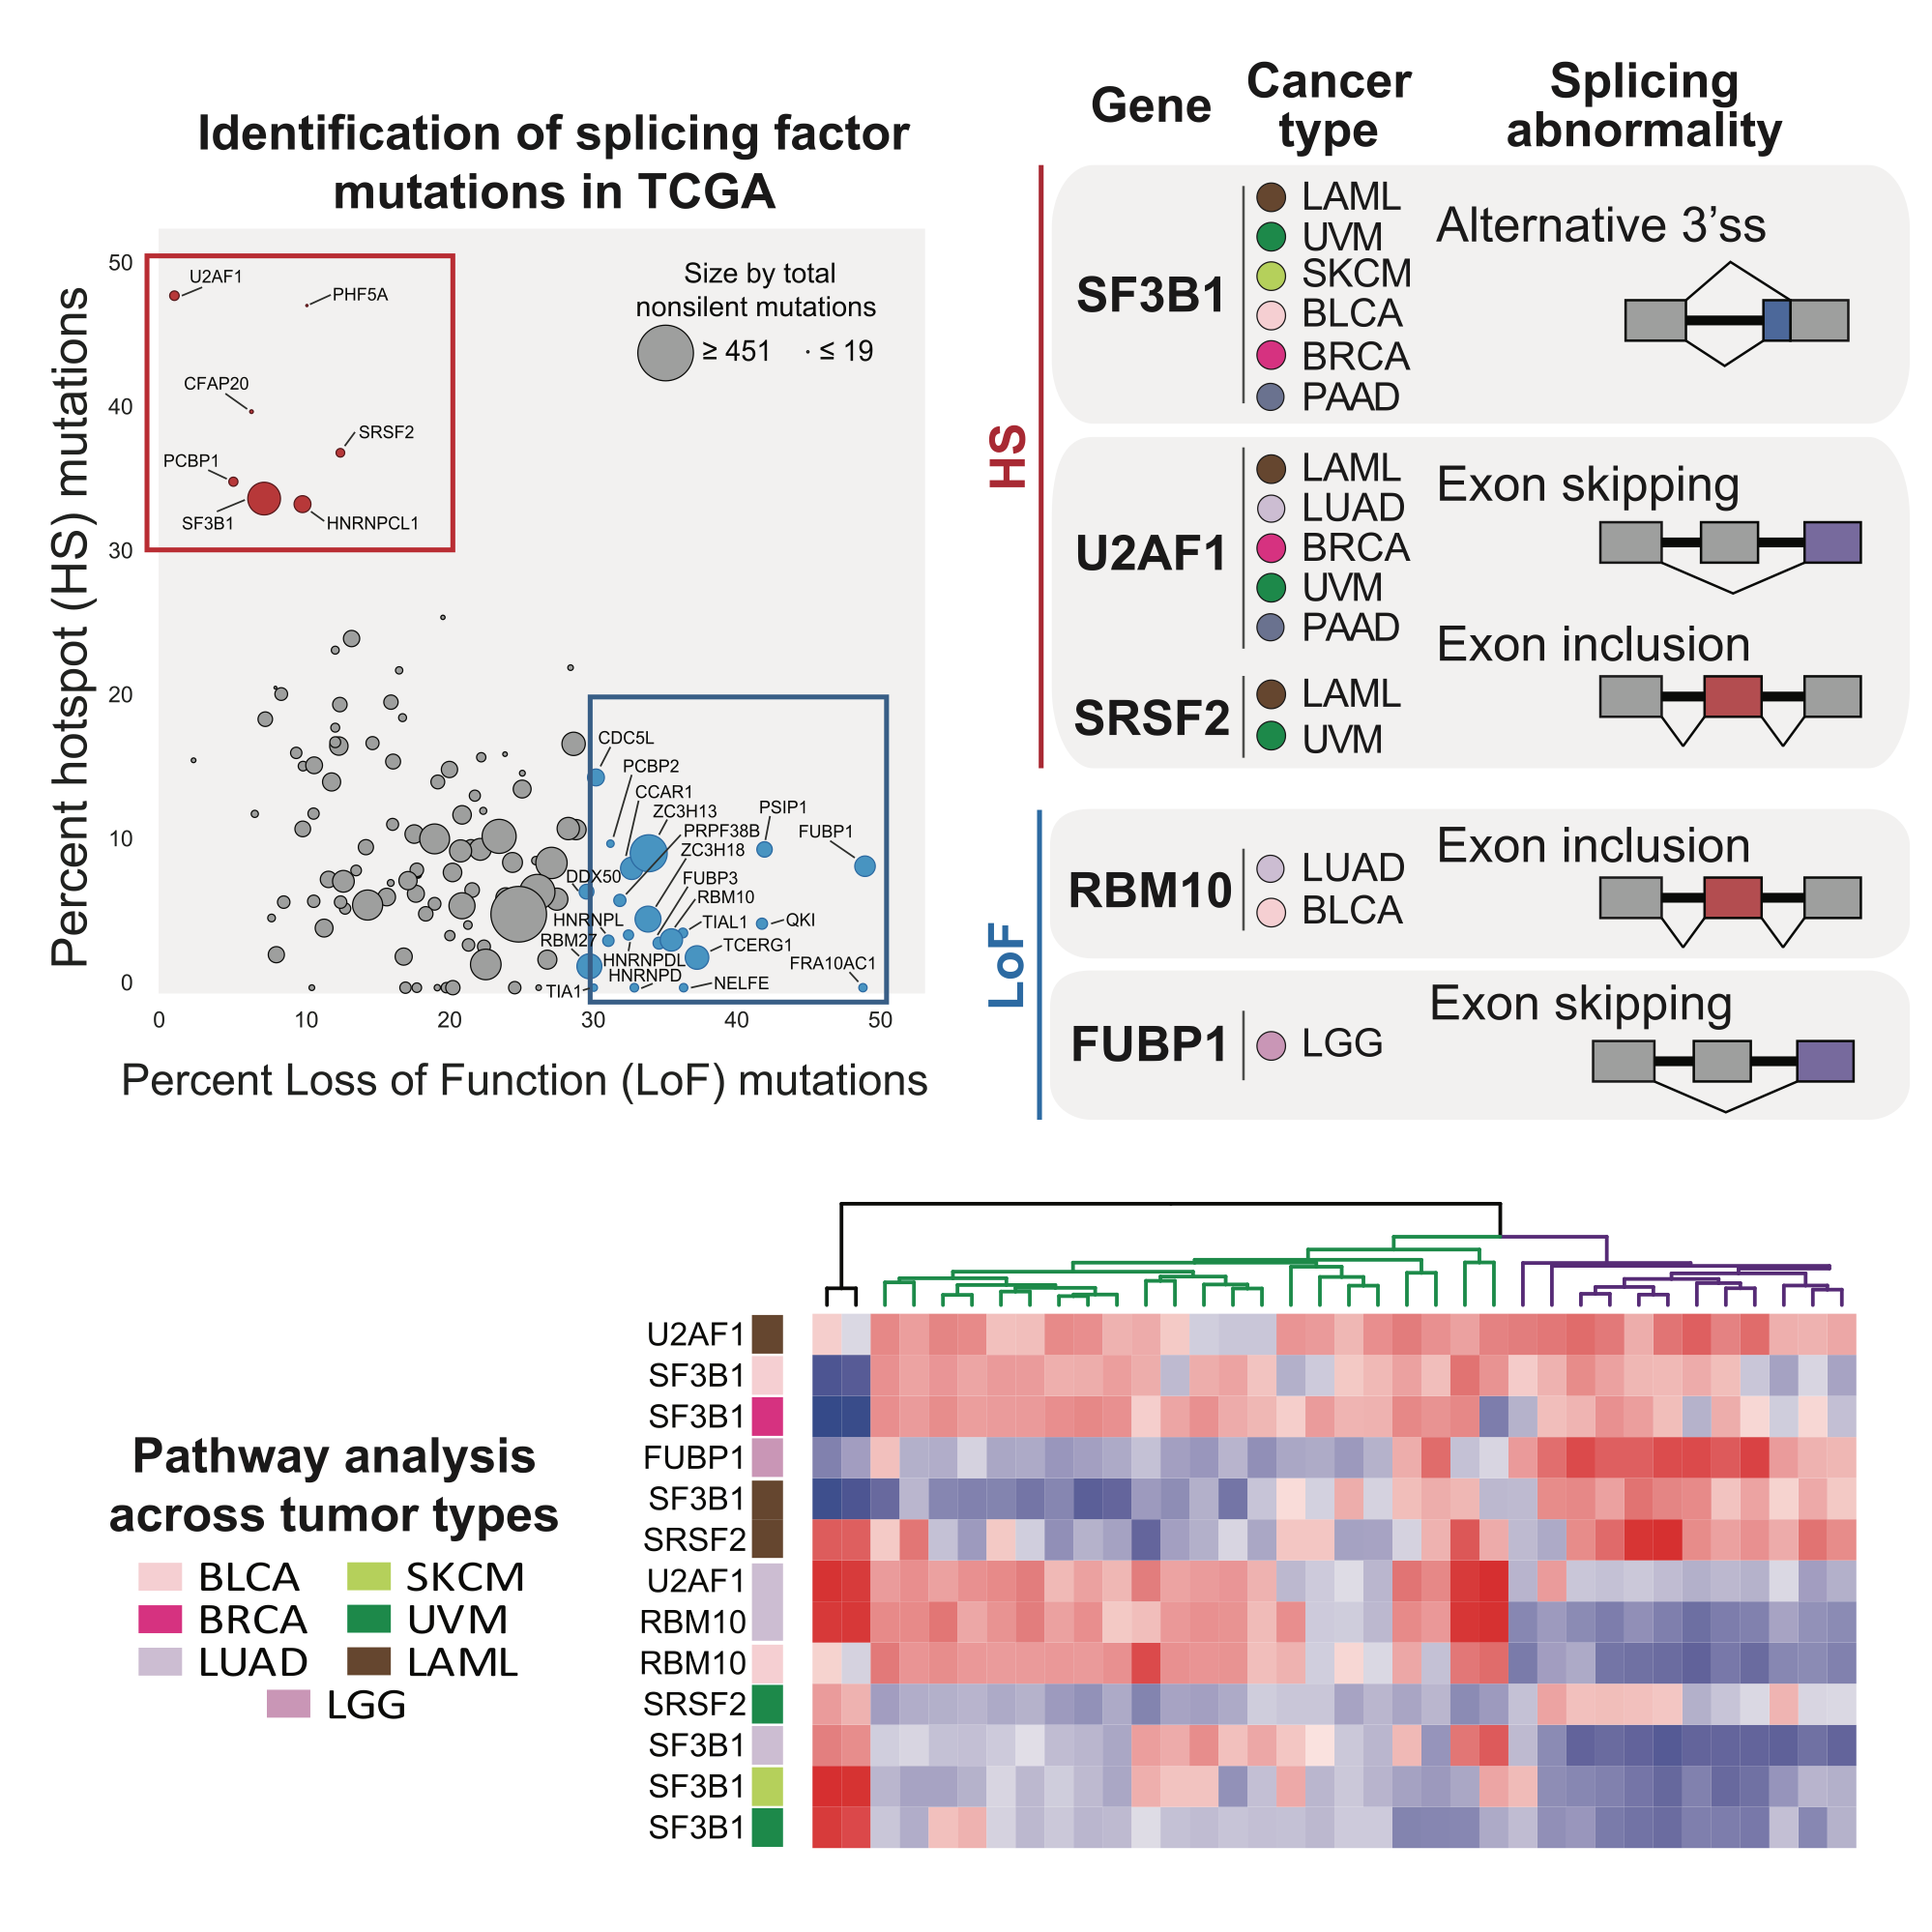 Identification of splicing factor
mutations in TCGA
Percent hotspot (HS) mutations
50
40
30
20
10
0
0
10
20
30
40
50
Percent Loss of Function (LoF) mutations
Size by total
nonsilent mutations
≥ 451
≤ 19
U2AF1
PHF5A
CFAP20
SRSF2
PCBP1
SF3B1
HNRNPCL1
CDC5L
PCBP2
CCAR1
ZC3H13
PSIP1
PRPF38B
FUBP1
ZC3H18
DDX50
FUBP3
RBM10
HNRNPL
TIAL1
QKI
RBM27
TCERG1
HNRNPDL
FRA10AC1
HNRNPD
TIA1
NELFE
Gene
Cancer
type
Splicing
abnormality
HS
SF3B1
LAML
UVM
SKCM
BLCA
BRCA
PAAD
Alternative 3’ss
U2AF1
LAML
LUAD
BRCA
UVM
PAAD
Exon skipping
Exon inclusion
SRSF2
LAML
UVM
LoF
RBM10
LUAD
BLCA
Exon inclusion
FUBP1
LGG
Exon skipping
Pathway analysis
across tumor types
BLCA
SKCM
BRCA
UVM
LUAD
LAML
LGG
U2AF1
SF3B1
SF3B1
FUBP1
SF3B1
SRSF2
U2AF1
RBM10
RBM10
SRSF2
SF3B1
SF3B1
SF3B1